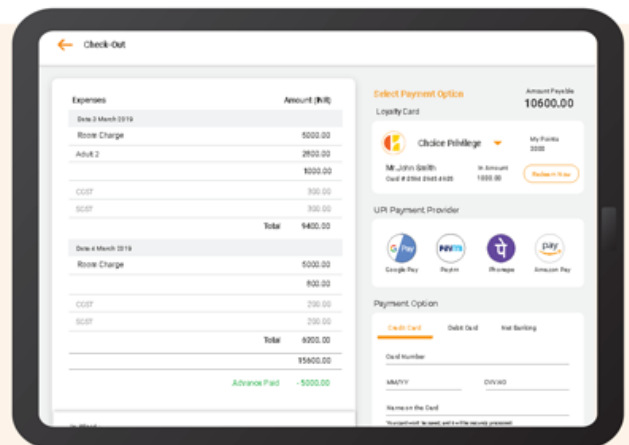 Check-Out
Expenses Amount (INR)
Date 3 March 2019
Room Charge 5000.00
Adult 2 2800.00
1000.00
CGST 300.00
SGST 300.00
Total 9400.00
Date 4 March 2019
Room Charge 5000.00
800.00
CGST 200.00
SGST 200.00
Total 6200.00
15600.00
Advance Paid - 5000.00
Select Payment Option
Amount Payable
10600.00
Loyalty Card
Choice Privilege
My Points
Mr.John Smith
In Amount
1000.00
Redeem Now
UPI Payment Provider
G Pay
Paytm
पे
pay
Google Pay Paytm Phonepe Amazon Pay
Payment Option
Credit Card Debit Card Net Banking
Card Number
MM/YY CVV NO
Name on the Card